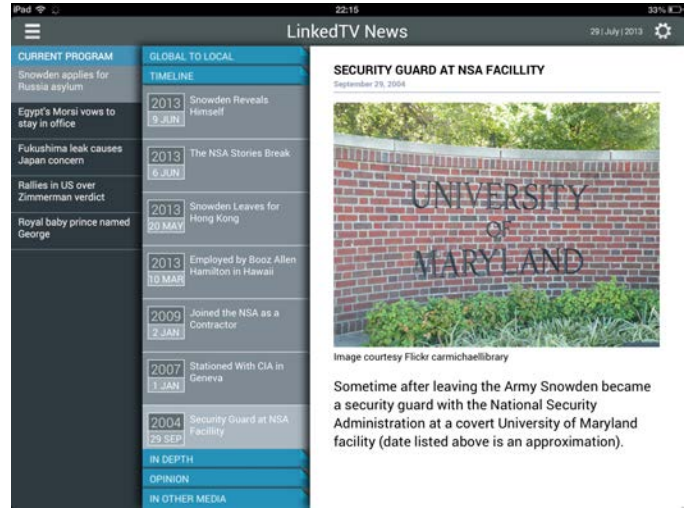 iPad 22:15 33%
LinkedTV News 29 | July | 2013
CURRENT PROGRAM
Snowden applies for
Russia asylum
Egypt's Morsi vows to
stay in office
Fukushima leak causes
Japan concern
Rallies in US over
Zimmerman verdict
Royal baby prince named
George
GLOBAL TO LOCAL
TIMELINE
2013 Snowden Reveals
9 JUN Himself
2013 The NSA Stories Break
6 JUN
2013 Snowden Leaves for
20 MAY Hong Kong
2013 Employed by Booz Allen
10 MAR Hamilton in Hawaii
2009 Joined the NSA as a
2 JAN Contractor
2007 Stationed With CIA in
1 JAN Geneva
2004 Security Guard at NSA
29 SEP Facillity
IN DEPTH
OPINION
IN OTHER MEDIA
SECURITY GUARD AT NSA FACILLITY
September 29, 2004
UNIVERSITY
OF
MARYLAND
Image courtesy Flickr carmichaellibrary
Sometime after leaving the Army Snowden became
a security guard with the National Security
Administration at a covert University of Maryland
facility (date listed above is an approximation).